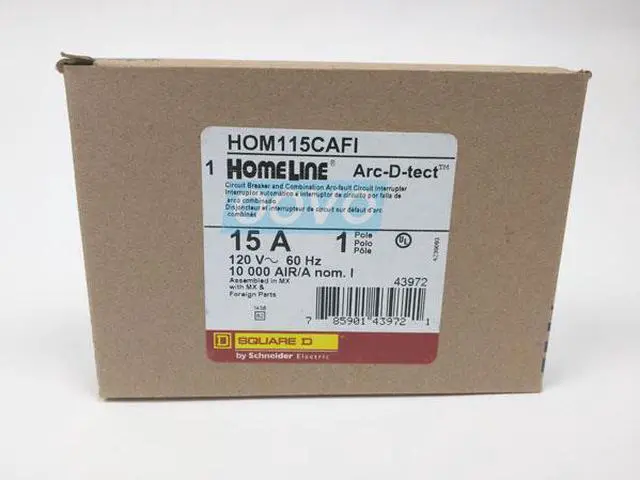 HOM115CAFI
1 HOMELINE® Arc-D-tect™
Circuit Breaker and Combination Arc-fault Circuit Interrupter
Interruptor automático e interruptor de circuito por falla de
arco combinado
Disjoncteur et interrupteur de circuit sur défaut d'arc
combinés
15 A 1 Pole
Polo
Pôle
UL
120 V~ 60 Hz
10 000 AIR/A nom. I
Assembled in MX
with MX &
Foreign Parts
43972
7 85901 43972 1
D SQUARE D
by Schneider Electric